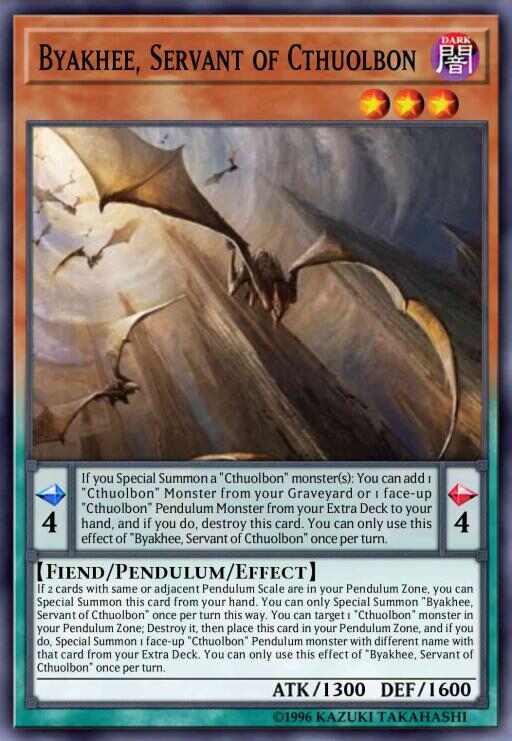 Byakhee, Servant of Cthuolbon
DARK
闇
If you Special Summon a "Cthuolbon" monster(s): You can add 1
"Cthuolbon" Monster from your Graveyard or 1 face-up
"Cthuolbon" Pendulum Monster from your Extra Deck to your
hand, and if you do, destroy this card. You can only use this
effect of "Byakhee, Servant of Cthuolbon" once per turn.
4
4
【Fiend/Pendulum/Effect】
If 2 cards with same or adjacent Pendulum Scale are in your Pendulum Zone, you can
Special Summon this card from your hand. You can only Special Summon "Byakhee,
Servant of Cthuolbon" once per turn this way. You can target 1 "Cthuolbon" monster in
your Pendulum Zone; Destroy it, then place this card in your Pendulum Zone, and if you
do, Special Summon 1 face-up "Cthuolbon" Pendulum monster with different name with
that card from your Extra Deck. You can only use this effect of "Byakhee, Servant of
Cthuolbon" once per turn.
ATK/1300 DEF/1600
©1996 KAZUKI TAKAHASHI